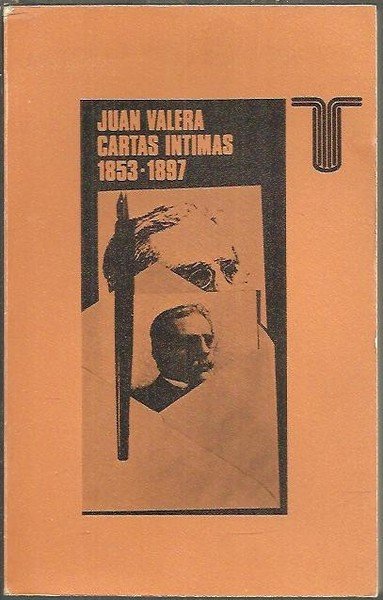 JUAN VALERA
CARTAS INTIMAS
1853·1897